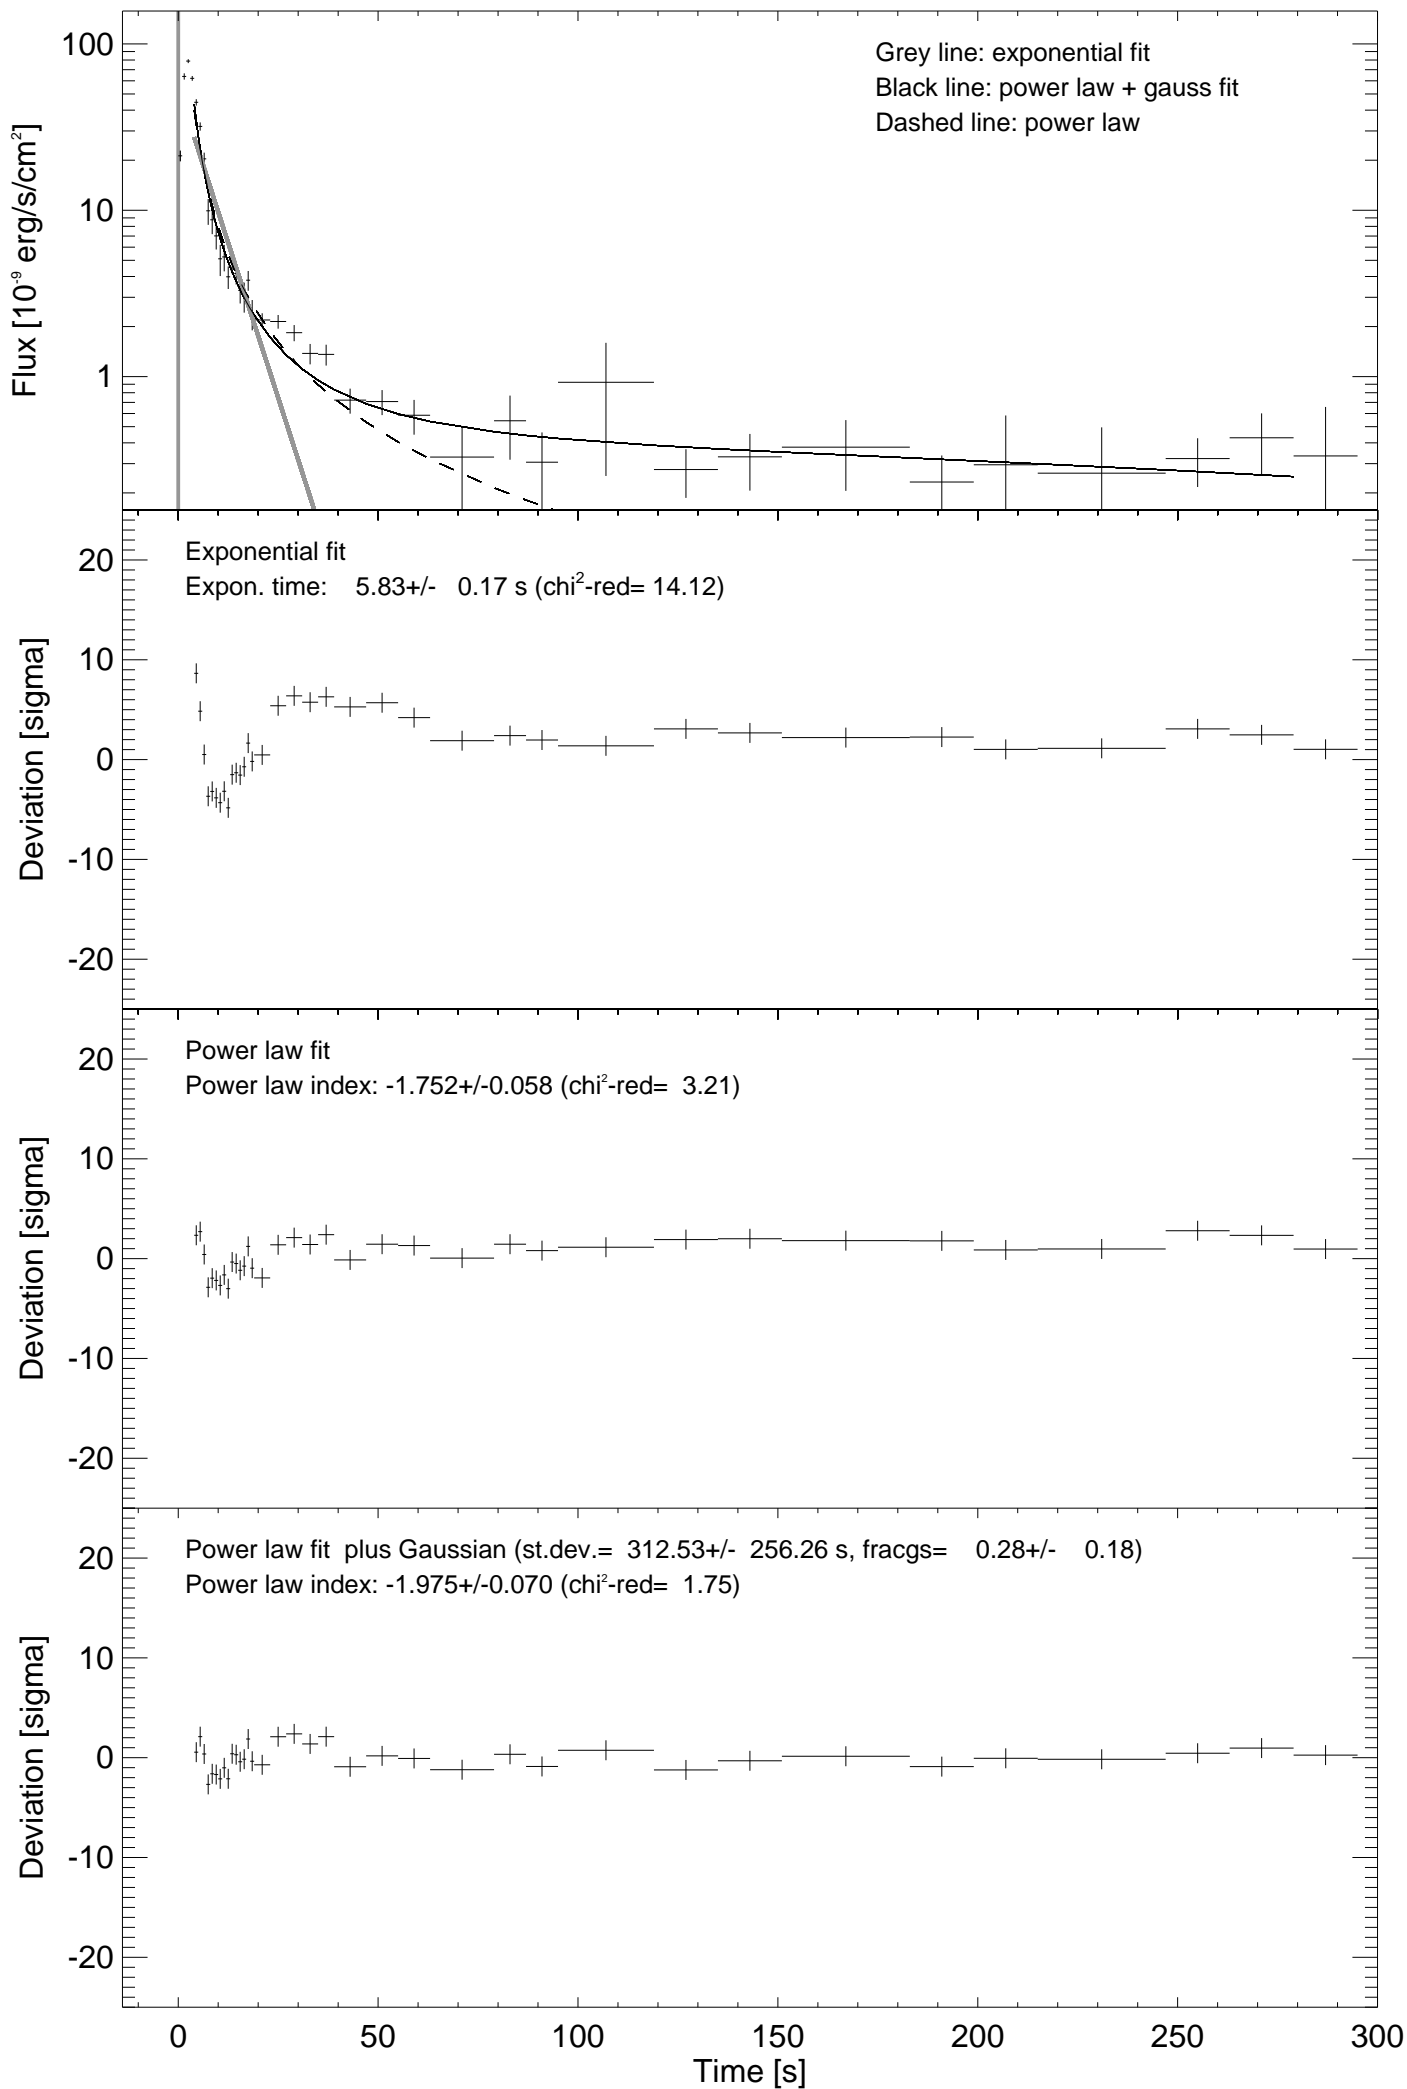 Grey line: exponential fit
Black line: power law + gauss fit
Dashed line: power law
100
10
1
Flux [10⁻⁹ erg/s/cm²]
Exponential fit
Expon. time: 5.83+/- 0.17 s (chi²-red= 14.12)
20
10
0
-10
-20
Deviation [sigma]
Power law fit
Power law index: -1.752+/-0.058 (chi²-red= 3.21)
20
10
0
-10
-20
Deviation [sigma]
Power law fit plus Gaussian (st.dev.= 312.53+/- 256.26 s, fracgs= 0.28+/- 0.18)
Power law index: -1.975+/-0.070 (chi²-red= 1.75)
20
10
0
-10
-20
Deviation [sigma]
0 50 100 150 200 250 300
Time [s]